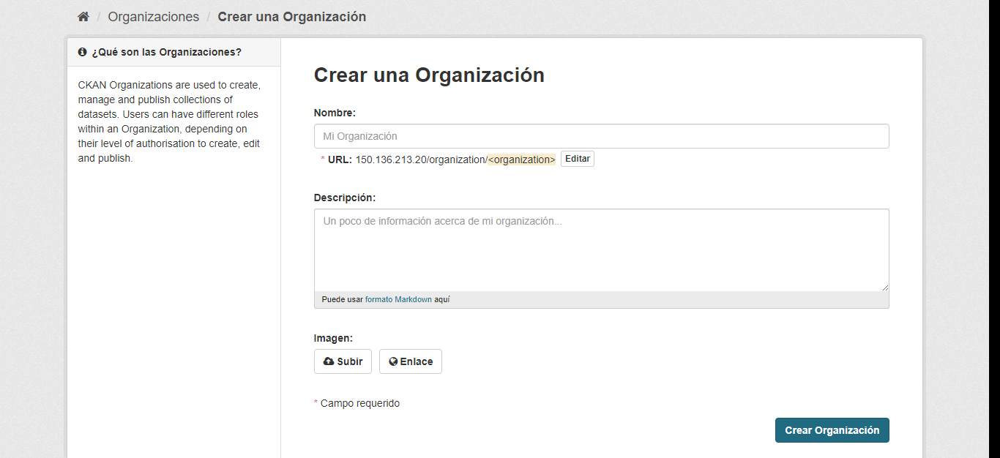 / Organizaciones / Crear una Organización
¿Qué son las Organizaciones?
CKAN Organizations are used to create,
manage and publish collections of
datasets. Users can have different roles
within an Organization, depending on
their level of authorisation to create, edit
and publish.
Crear una Organización
Nombre:
Mi Organización
* URL: 150.136.213.20/organization/<organization> Editar
Descripción:
Un poco de información acerca de mi organización...
Puede usar formato Markdown aquí
Imagen:
Subir Enlace
* Campo requerido
Crear Organización